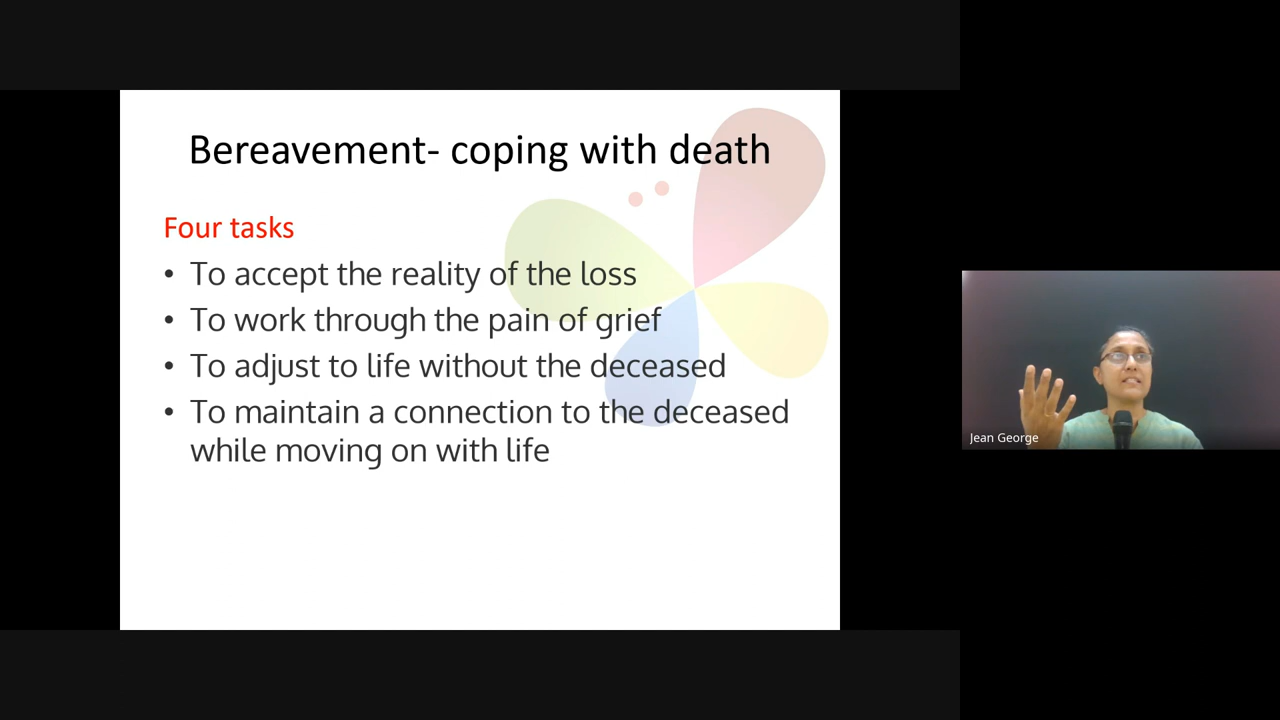 Bereavement- coping with death
Four tasks
• To accept the reality of the loss
• To work through the pain of grief
• To adjust to life without the deceased
• To maintain a connection to the deceased
while moving on with life
Jean George